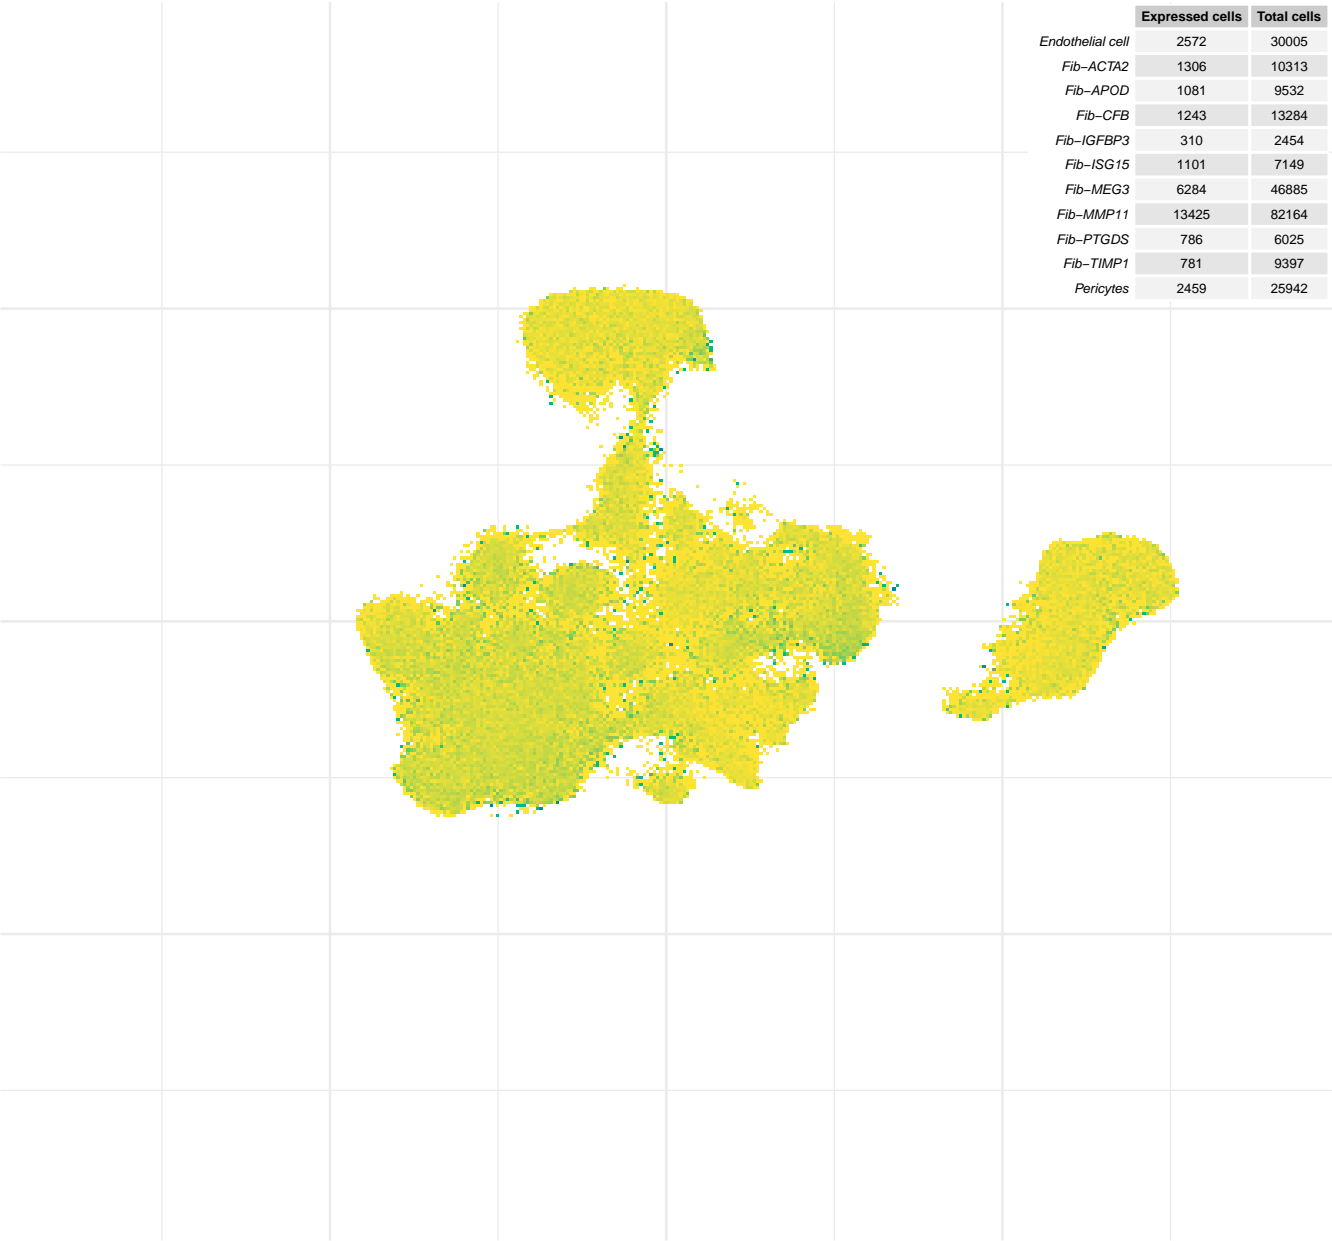 Expressed cells Total cells
Endothelial cell 2572 30005
Fib−ACTA2 1306 10313
Fib−APOD 1081 9532
Fib−CFB 1243 13284
Fib−IGFBP3 310 2454
Fib−ISG15 1101 7149
Fib−MEG3 6284 46885
Fib−MMP11 13425 82164
Fib−PTGDS 786 6025
Fib−TIMP1 781 9397
Pericytes 2459 25942